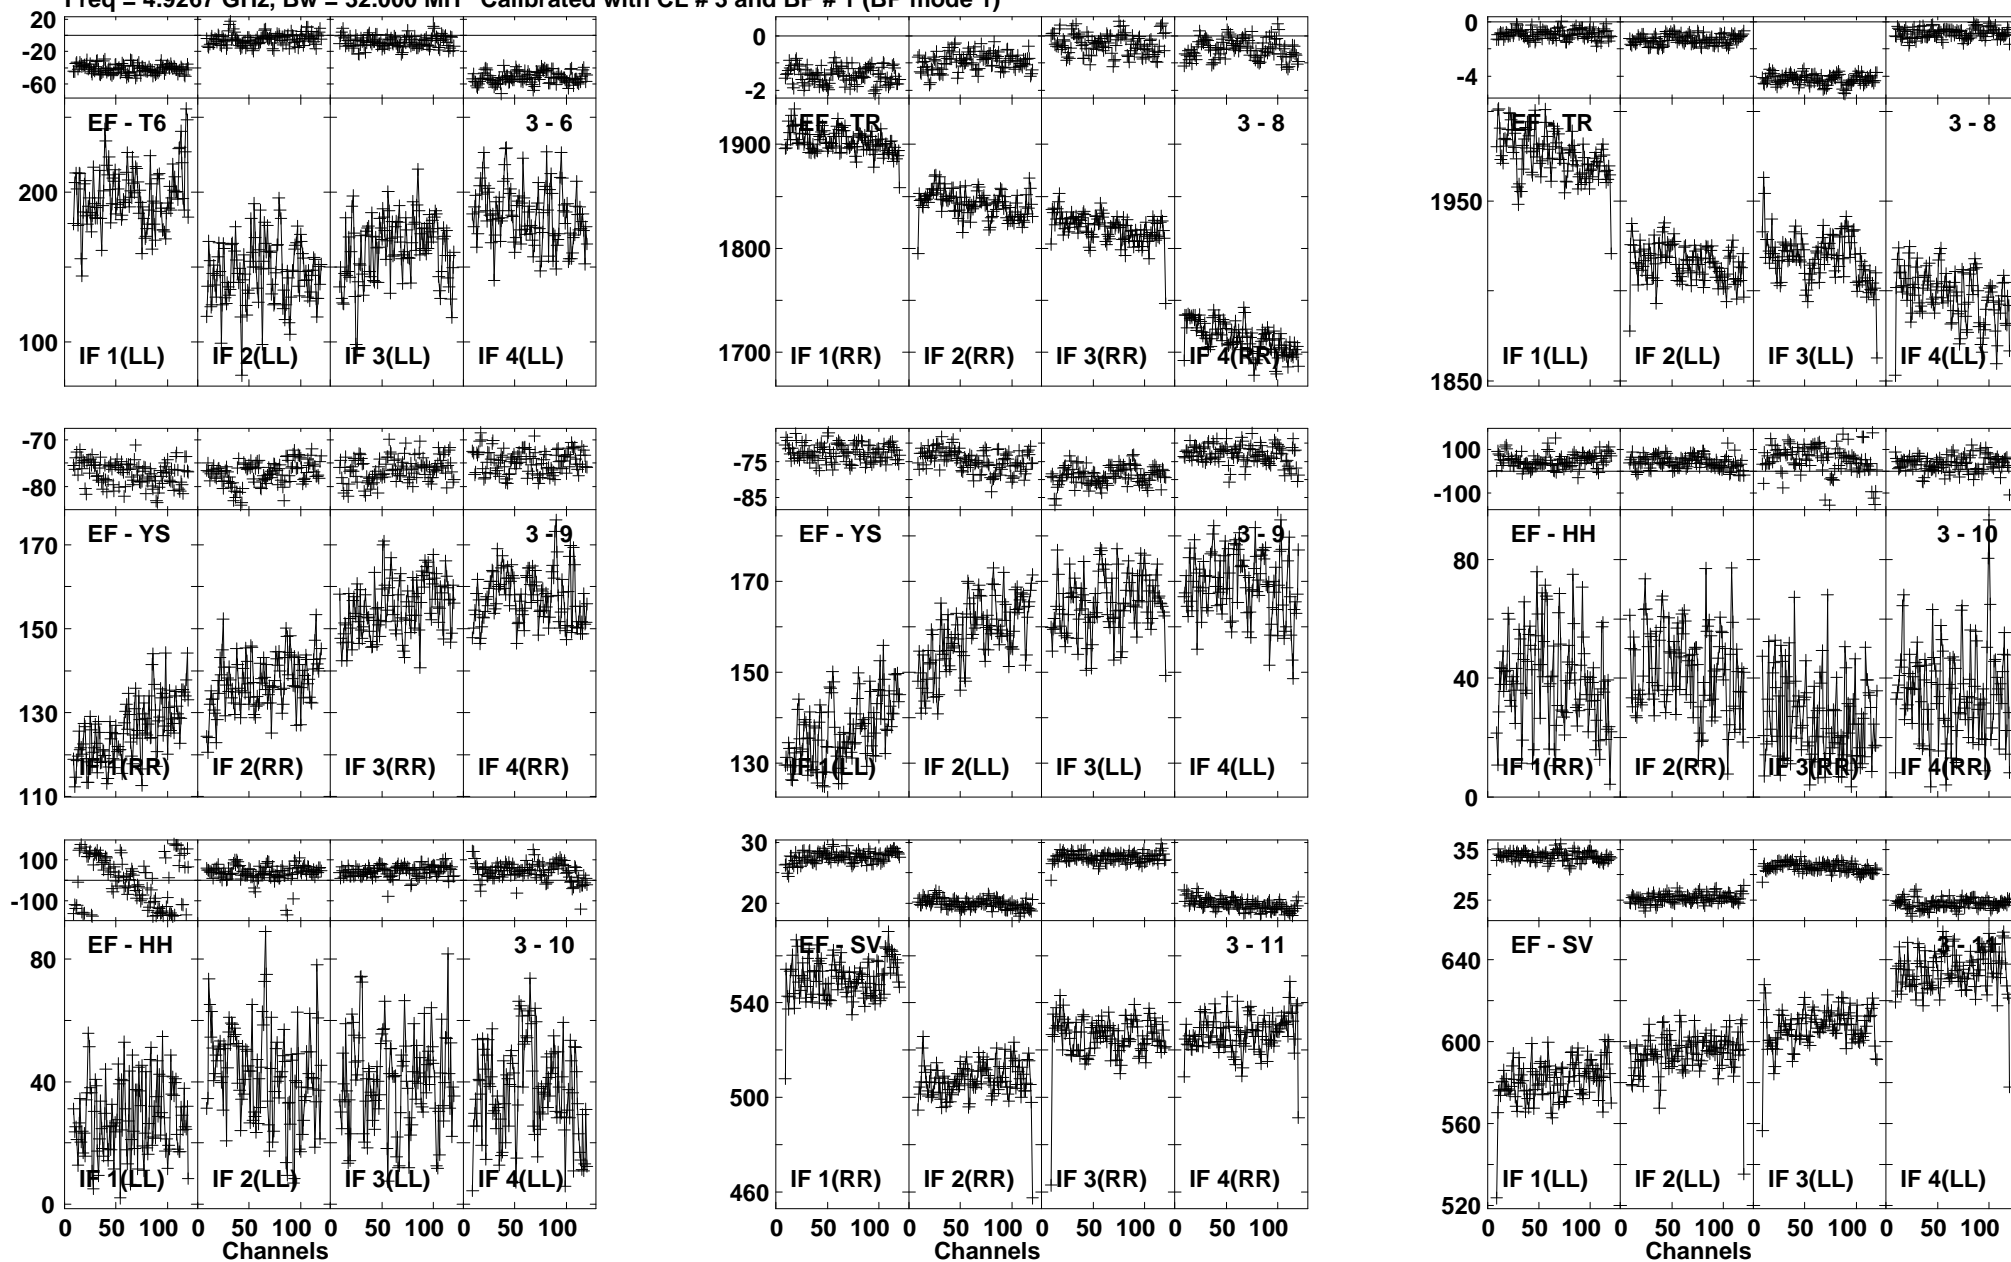 Freq = 4.9267 GHz, Bw = 32.000 MH Calibrated with CL # 3 and BP # 1 (BP mode 1)
20
-20
-60
0
-2
0
-4
EF - T6 3 - 6
200
100
IF 1(LL) IF 2(LL) IF 3(LL) IF 4(LL)
EF - TR 3 - 8
1900
1800
1700
IF 1(RR) IF 2(RR) IF 3(RR) IF 4(RR)
EF - TR 3 - 8
1950
1850
IF 1(LL) IF 2(LL) IF 3(LL) IF 4(LL)
-70
-80
EF - YS 3 - 9
170
150
130
110
IF 1(RR) IF 2(RR) IF 3(RR) IF 4(RR)
-75
-85
EF - YS 3 - 9
170
150
130
IF 1(LL) IF 2(LL) IF 3(LL) IF 4(LL)
100
-100
EF - HH 3 - 10
80
40
0
IF 1(RR) IF 2(RR) IF 3(RR) IF 4(RR)
100
-100
EF - HH 3 - 10
80
40
0
IF 1(LL) IF 2(LL) IF 3(LL) IF 4(LL)
0 50 100 0 50 100 0 50 100 0 50 100
Channels
30
20
EF - SV 3 - 11
540
500
460
IF 1(RR) IF 2(RR) IF 3(RR) IF 4(RR)
0 50 100 0 50 100 0 50 100 0 50 100
Channels
35
25
EF - SV 3 - 11
640
600
560
520
IF 1(LL) IF 2(LL) IF 3(LL) IF 4(LL)
0 50 100 0 50 100 0 50 100 0 50 100
Channels